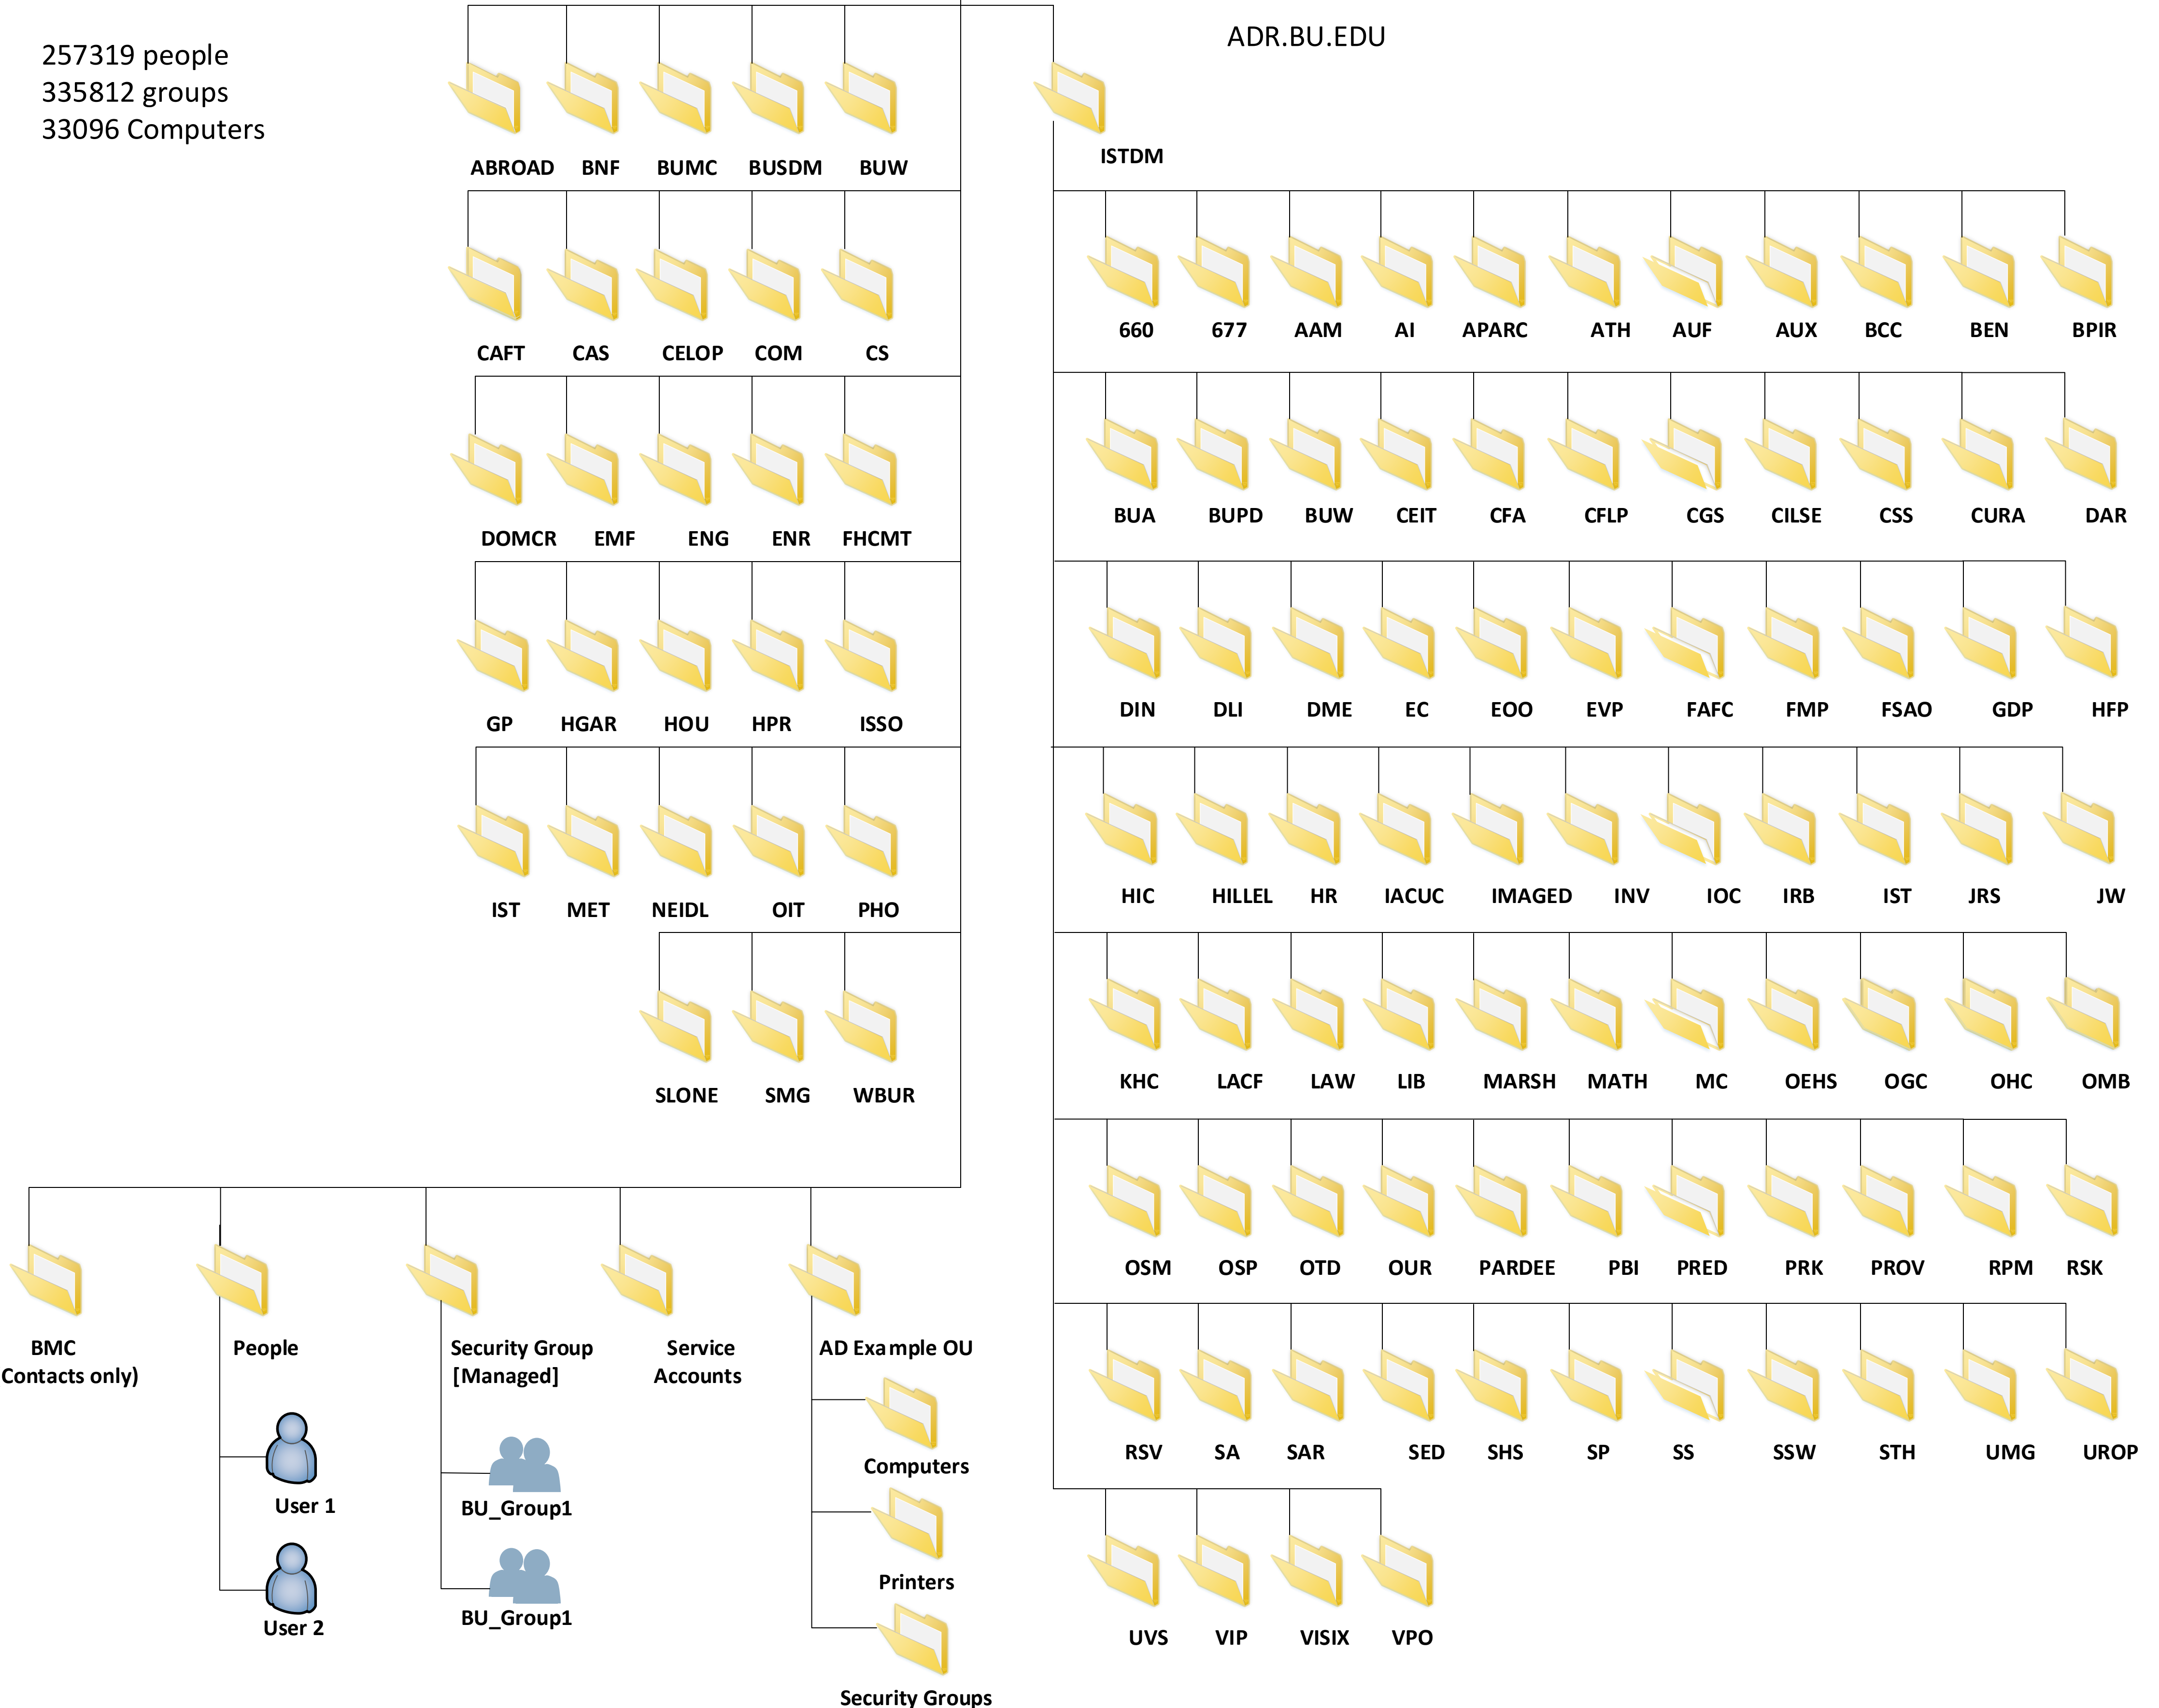 ADR.BU.EDU
257319 people
335812 groups
33096 Computers
ABROAD BNF BUMC BUSDM BUW
ISTDM
CAFT CAS CELOP COM CS
DOMCR EMF ENG ENR FHCMT
GP HGAR HOU HPR ISSO
IST MET NEIDL OIT PHO
SLONE SMG WBUR
660 677 AAM AI APARC ATH AUF AUX BCC BEN BPIR
BUA BUPD BUW CEIT CFA CFLP CGS CILSE CSS CURA DAR
DIN DLI DME EC EOO EVP FAFC FMP FSAO GDP HFP
HIC HILLEL HR IACUC IMAGED INV IOC IRB IST JRS JW
KHC LACF LAW LIB MARSH MATH MC OEHS OGC OHC OMB
OSM OSP OTD OUR PARDEE PBI PRED PRK PROV RPM RSK
RSV SA SAR SED SHS SP SS SSW STH UMG UROP
UVS VIP VISIX VPO
BMC
Contacts only)
People
User 1
User 2
Security Group
[Managed]
BU_Group1
BU_Group1
Service
Accounts
AD Example OU
Computers
Printers
Security Groups